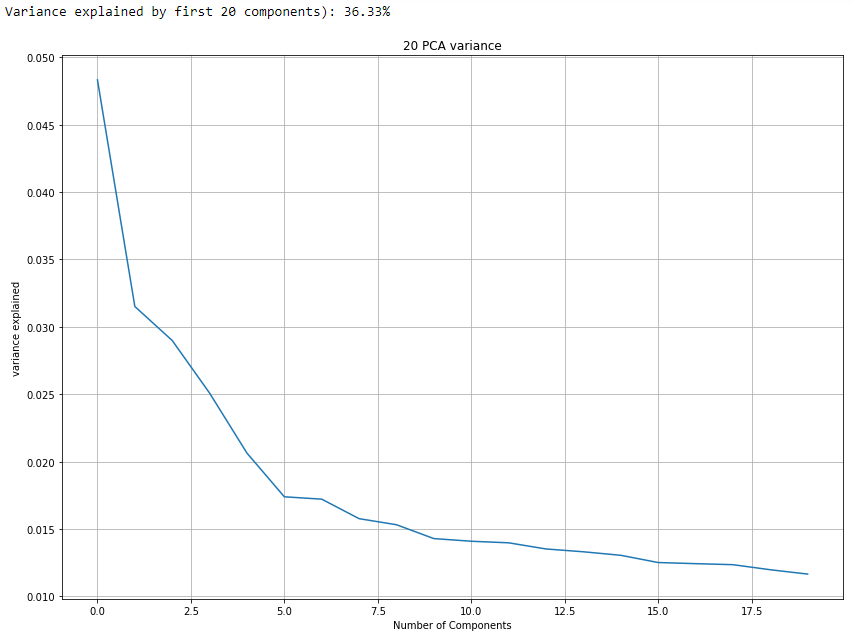 Variance explained by first 20 components): 36.33%
20 PCA variance
0.050
0.045
0.040
0.035
0.030
0.025
0.020
0.015
0.010
variance explained
0.0 2.5 5.0 7.5 10.0 12.5 15.0 17.5
Number of Components